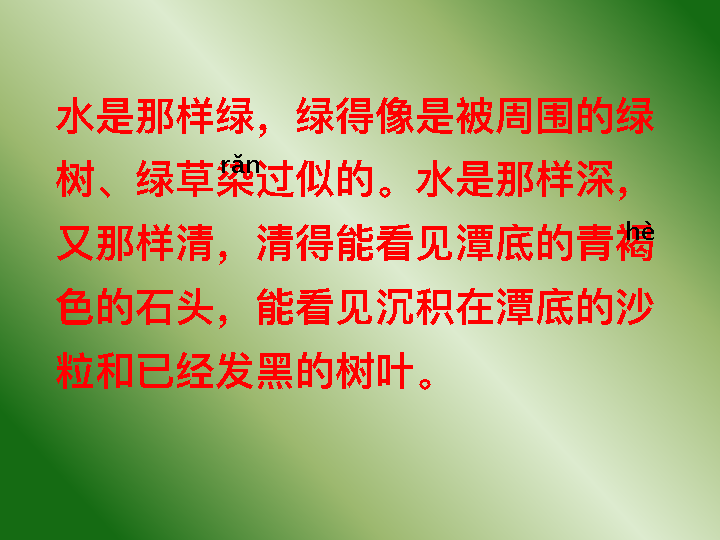 水是那样绿，绿得像是被周围的绿
rǎn
树、绿草染过似的。水是那样深，
hè
又那样清，清得能看见潭底的青褐
色的石头，能看见沉积在潭底的沙
粒和已经发黑的树叶。